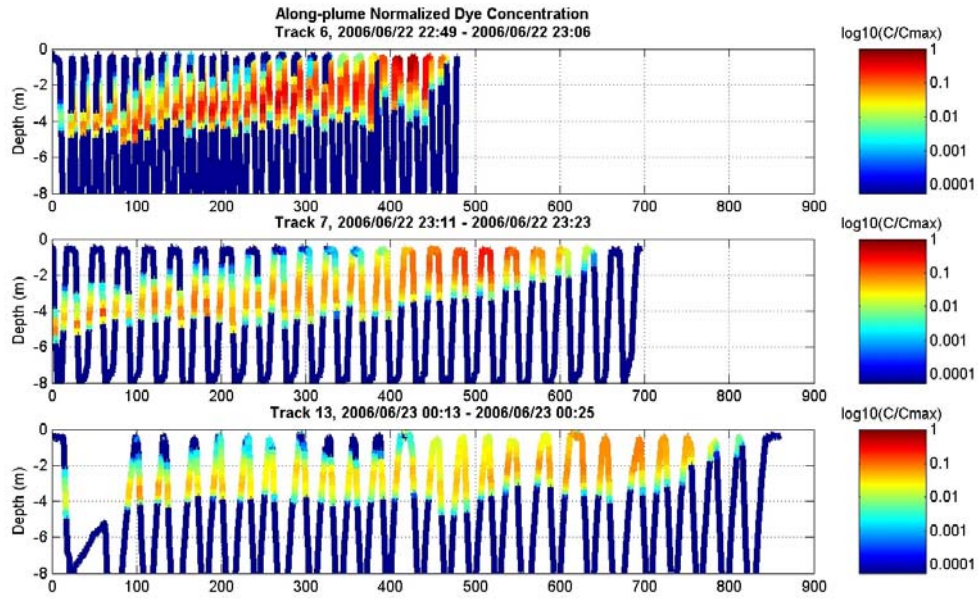 Along-plume Normalized Dye Concentration
Track 6, 2006/06/22 22:49 - 2006/06/22 23:06
log10(C/Cmax)
0
-2
-4
-6
-8
Depth (m)
0 100 200 300 400 500 600 700 800 900
1
0.1
0.01
0.001
0.0001
Track 7, 2006/06/22 23:11 - 2006/06/22 23:23
log10(C/Cmax)
0
-2
-4
-6
-8
Depth (m)
0 100 200 300 400 500 600 700 800 900
1
0.1
0.01
0.001
0.0001
Track 13, 2006/06/23 00:13 - 2006/06/23 00:25
log10(C/Cmax)
0
-2
-4
-6
-8
Depth (m)
0 100 200 300 400 500 600 700 800 900
1
0.1
0.01
0.001
0.0001